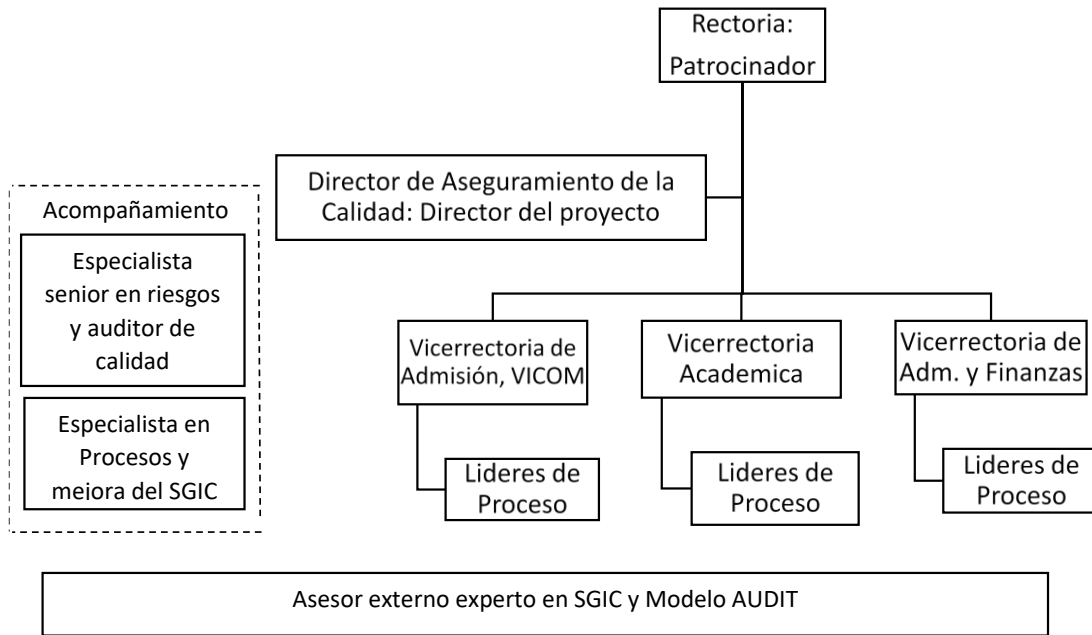 Rectoria:
Patrocinador
Director de Aseguramiento de la
Calidad: Director del proyecto
Acompañamiento
Especialista
senior en riesgos
y auditor de
calidad
Especialista en
Procesos y
mejora del SGIC
Vicerrectoria de
Admisión, VICOM
Vicerrectoria
Academica
Vicerrectoria de
Adm. y Finanzas
Lideres de
Proceso
Lideres de
Proceso
Lideres de
Proceso
Asesor externo experto en SGIC y Modelo AUDIT